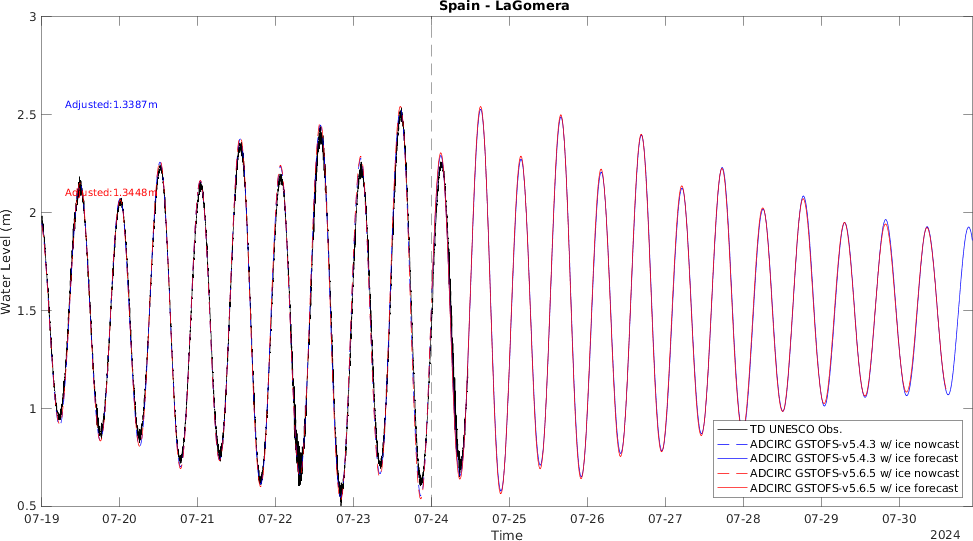 Spain - LaGomera
3
2.5
2
1.5
1
0.5
Water Level (m)
Adjusted:1.3387m
Adjusted:1.3448m
TD UNESCO Obs.
ADCIRC GSTOFS-v5.4.3 w/ ice nowcast
ADCIRC GSTOFS-v5.4.3 w/ ice forecast
ADCIRC GSTOFS-v5.6.5 w/ ice nowcast
ADCIRC GSTOFS-v5.6.5 w/ ice forecast
07-19 07-20 07-21 07-22 07-23 07-24 07-25 07-26 07-27 07-28 07-29 07-30
Time
2024